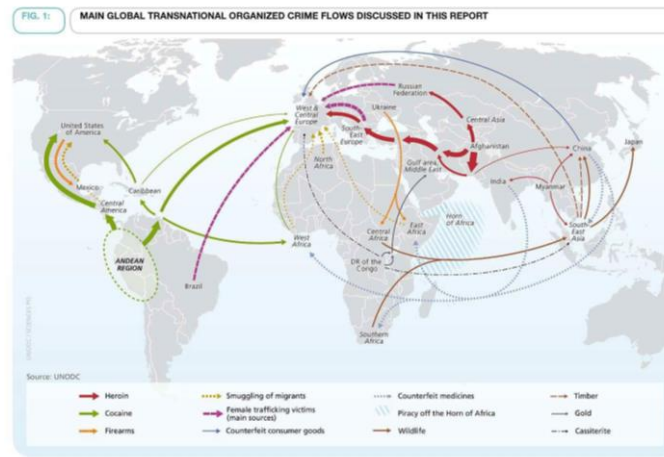 FIG. 1:
MAIN GLOBAL TRANSNATIONAL ORGANIZED CRIME FLOWS DISCUSSED IN THIS REPORT
Russian
Federation
West &
Central
Europe
Ukraine
United States
of America
South-
East
Europe
Central Asia
Afghanistan
China
Japan
North
Africa
Gulf area,
Middle East
Mexico
Caribbean
India
Myanmar
Central
America
Horn
of Africa
West
Africa
Central
Africa
East
Africa
South-
East
Asia
ANDEAN
REGION
DR of the
Congo
Brazil
Southern
Africa
Source: UNODC
Heroin
Smuggling of migrants
Counterfeit medicines
Timber
Cocaine
Female trafficking victims
(main sources)
Piracy off the Horn of Africa
Gold
Firearms
Counterfeit consumer goods
Wildlife
Cassiterite